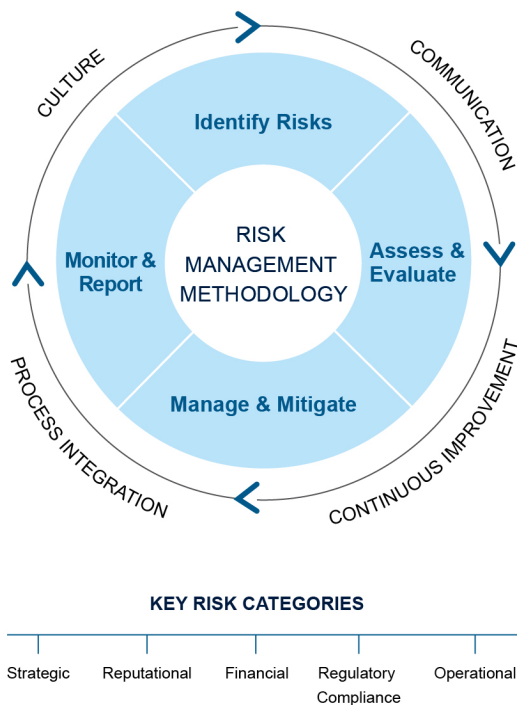 CULTURE
COMMUNICATION
Identify Risks
Monitor &
Report
RISK
MANAGEMENT
METHODOLOGY
Assess &
Evaluate
Manage & Mitigate
PROCESS INTEGRATION
CONTINUOUS IMPROVEMENT
KEY RISK CATEGORIES
Strategic
Reputational
Financial
Regulatory
Compliance
Operational